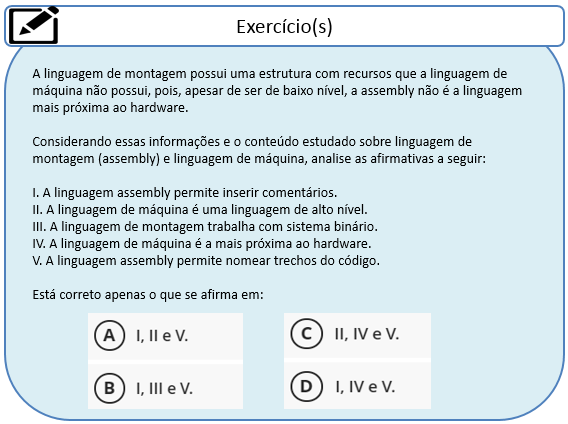 Exercício(s)
A linguagem de montagem possui uma estrutura com recursos que a linguagem de
máquina não possui, pois, apesar de ser de baixo nível, a assembly não é a linguagem
mais próxima ao hardware.
Considerando essas informações e o conteúdo estudado sobre linguagem de
montagem (assembly) e linguagem de máquina, analise as afirmativas a seguir:
I. A linguagem assembly permite inserir comentários.
II. A linguagem de máquina é uma linguagem de alto nível.
III. A linguagem de montagem trabalha com sistema binário.
IV. A linguagem de máquina é a mais próxima ao hardware.
V. A linguagem assembly permite nomear trechos do código.
Está correto apenas o que se afirma em:
A I, II e V.
B I, III e V.
C II, IV e V.
D I, IV e V.